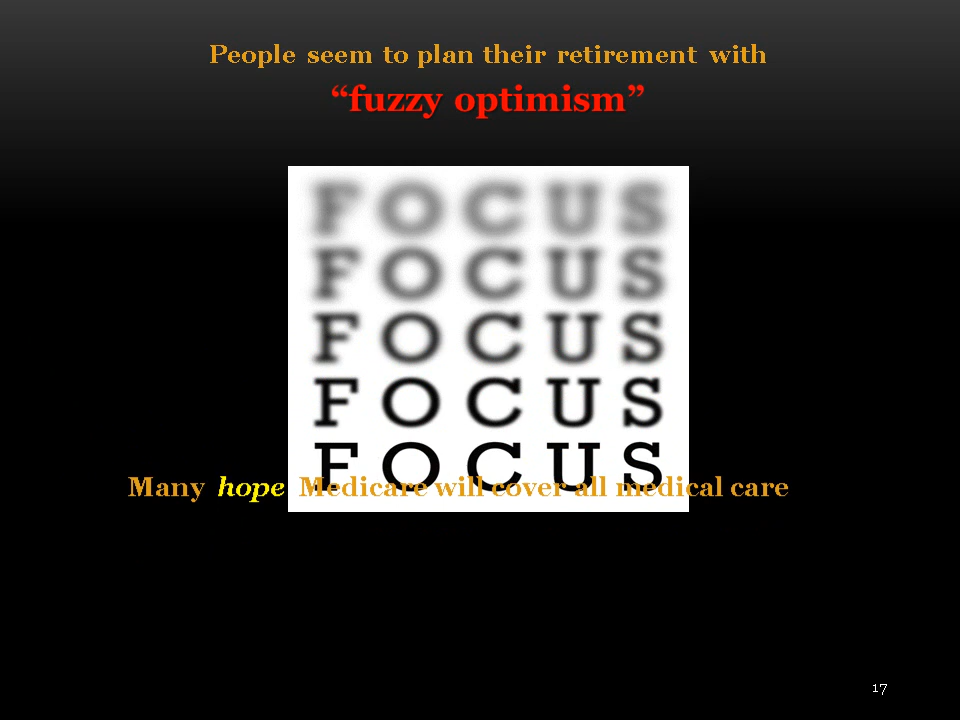 People seem to plan their retirement with
“fuzzy optimism”
FOCUS
FOCUS
FOCUS
FOCUS
FOCUS
Many hope Medicare will cover all medical care
17